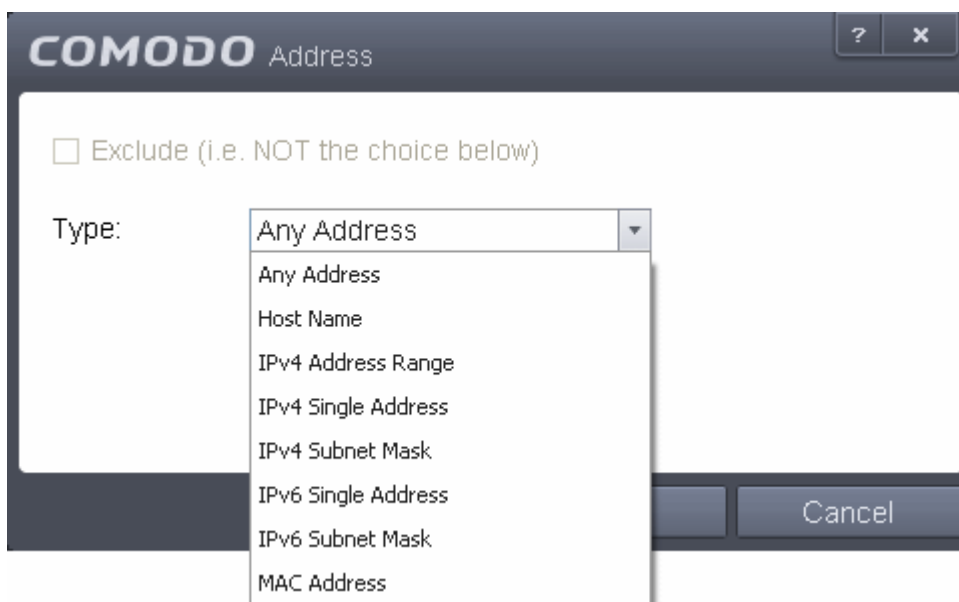 COMODO Address
? x
Exclude (i.e. NOT the choice below)
Type:
Any Address
Any Address
Host Name
IPv4 Address Range
IPv4 Single Address
IPv4 Subnet Mask
IPv6 Single Address
IPv6 Subnet Mask
MAC Address
Cancel